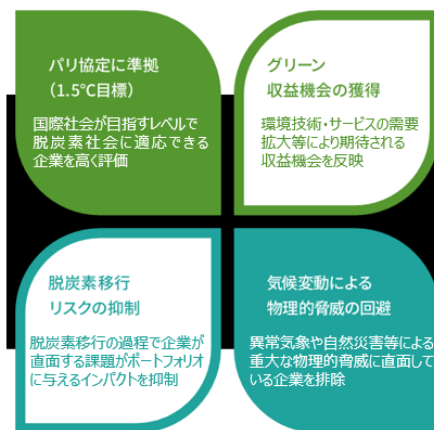 パリ協定に準拠
（1.5℃目標）
国際社会が目指すレベルで
脱炭素社会に適応できる
企業を高く評価
グリーン
収益機会の獲得
環境技術・サービスの需要
拡大等により期待される
収益機会を反映
脱炭素移行
リスクの抑制
脱炭素移行の過程で企業が
直面する課題がポートフォリオ
に与えるインパクトを抑制
気候変動による
物理的脅威の回避
異常気象や自然災害等による
重大な物理的脅威に直面して
いる企業を排除